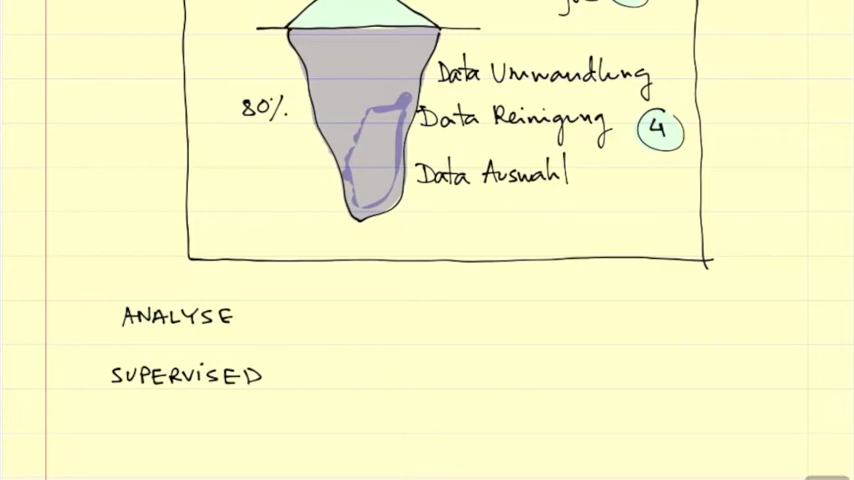 Data Umwandlung
80%.
Data Reinigung
4
Data Auswahl
ANALYSE
SUPERVISED